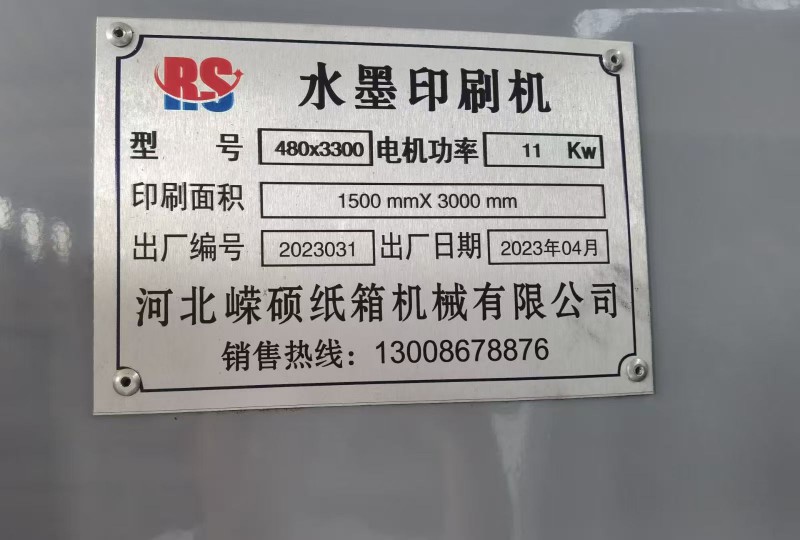 RS 水墨印刷机
型 号 480x3300 电机功率 11 Kw
印刷面积 1500 mmX 3000 mm
出厂编号 2023031 出厂日期 2023年04月
河北嵘硕纸箱机械有限公司
销售热线：13008678876